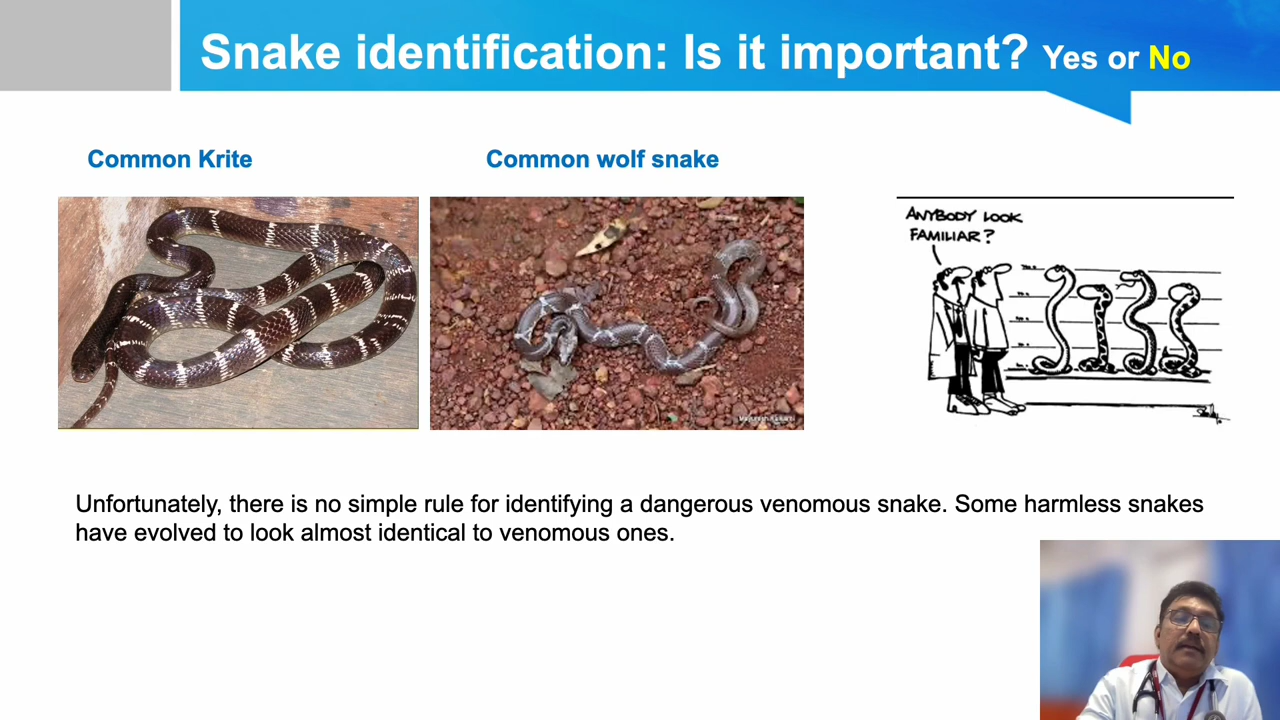 Snake identification: Is it important? Yes or No
Common Krite
Common wolf snake
ANYBODY LOOK
FAMILIAR?
Unfortunately, there is no simple rule for identifying a dangerous venomous snake. Some harmless snakes
have evolved to look almost identical to venomous ones.